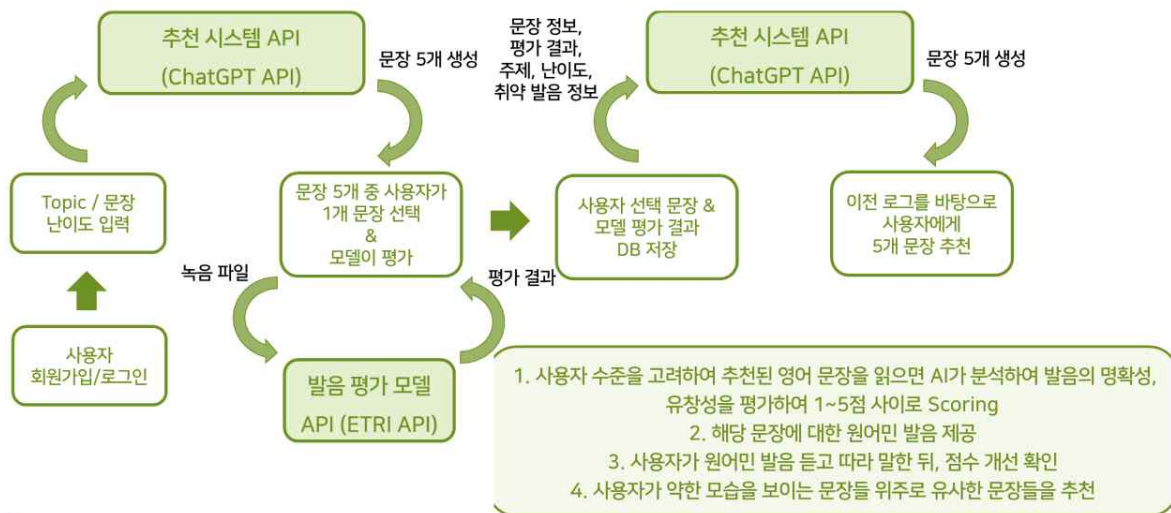 추천 시스템 API
(ChatGPT API)
문장 5개 생성
Topic / 문장
난이도 입력
사용자
회원가입/로그인
문장 5개 중 사용자가
1개 문장 선택
&
모델이 평가
녹음 파일
평가 결과
발음 평가 모델
API (ETRI API)
사용자 선택 문장 &
모델 평가 결과
DB 저장
문장 정보,
평가 결과,
주제, 난이도,
취약 발음 정보
추천 시스템 API
(ChatGPT API)
문장 5개 생성
이전 로그를 바탕으로
사용자에게
5개 문장 추천
1. 사용자 수준을 고려하여 추천된 영어 문장을 읽으면 AI가 분석하여 발음의 명확성,
유창성을 평가하여 1~5점 사이로 Scoring
2. 해당 문장에 대한 원어민 발음 제공
3. 사용자가 원어민 발음 듣고 따라 말한 뒤, 점수 개선 확인
4. 사용자가 약한 모습을 보이는 문장들 위주로 유사한 문장들을 추천